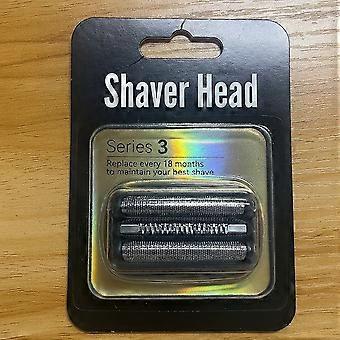 Shaver Head
Series 3
Replace every 18 months
to maintain your best shave